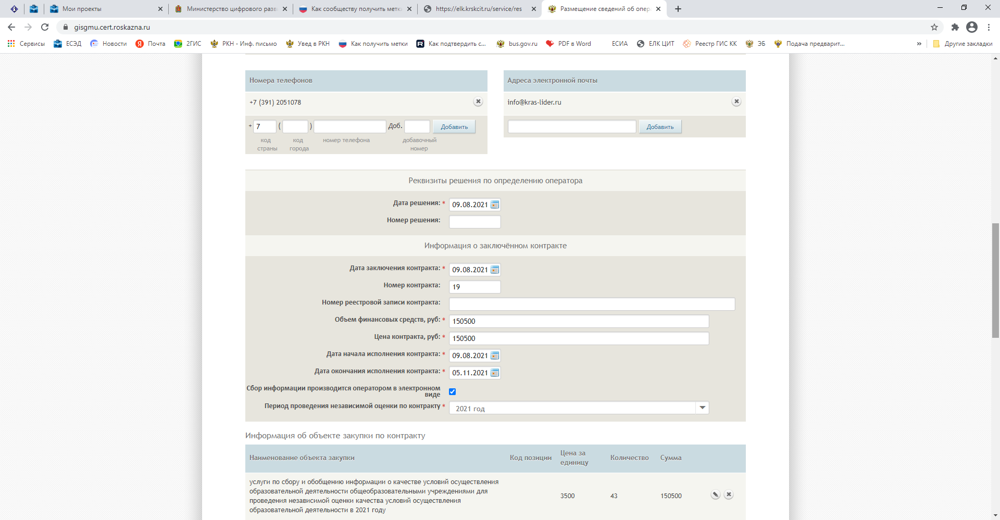 Мои проекты
Министерство цифрового разв
Как сообществу получить метк
https://elk.krskcit.ru/service/res
Размещение сведений об опер
gisgmu.cert.roskazna.ru
Сервисы ЕСЭД Новости Почта 2ГИС РКН - Инф. письмо Увед в РКН Как получить метки Как подтвердить с... bus.gov.ru PDF в Word ЕСИА ЕЛК ЦИТ Реестр ГИС КК ЭБ Подача предварит... » Другие закладки
Номера телефонов
+7 (391) 2051078
+ 7 ( ) Доб. Добавить
код страны
код города
номер телефона
добавочный номер
Адреса электронной почты
info@kras-lider.ru
Добавить
Реквизиты решения по определению оператора
Дата решения: * 09.08.2021
Номер решения:
Информация о заключённом контракте
Дата заключения контракта: * 09.08.2021
Номер контракта: 19
Номер реестровой записи контракта:
Объем финансовых средств, руб: * 150500
Цена контракта, руб: * 150500
Дата начала исполнения контракта: * 09.08.2021
Дата окончания исполнения контракта: * 05.11.2021
Сбор информации производится оператором в электронном
виде
Период проведения независимой оценки по контракту * 2021 год
Информация об объекте закупки по контракту
Наименование объекта закупки
Код позиции
Цена за
единицу
Количество
Сумма
услуги по сбору и обобщению информации о качестве условий осуществления
образовательной деятельности общеобразовательными учреждениями для
проведения независимой оценки качества условий осуществления
образовательной деятельности в 2021 году
3500
43
150500